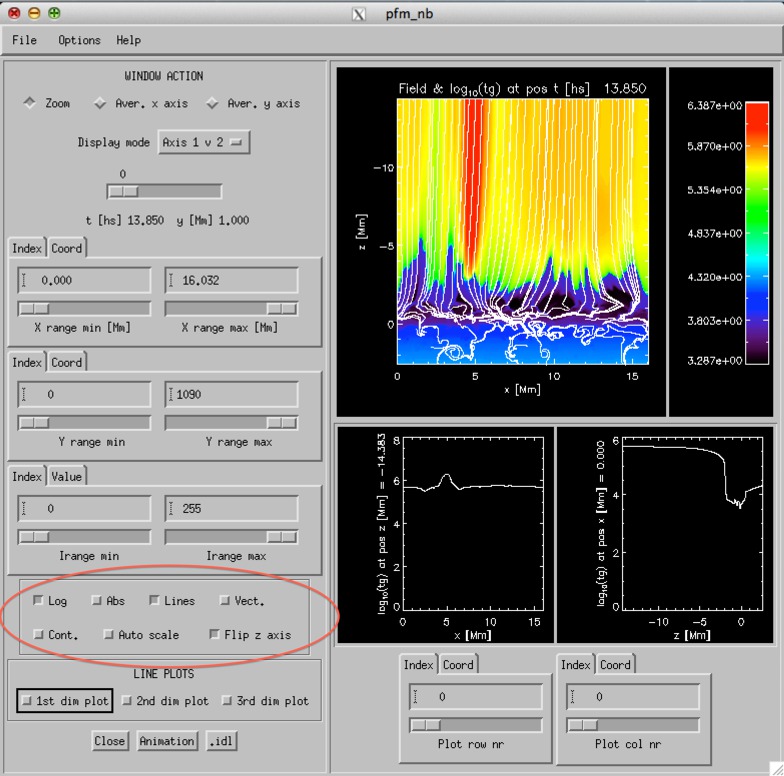 X pfm_nb
File Options Help
WINDOW ACTION
Zoom Aver. x axis Aver. y axis
Display mode Axis 1 v 2
0
t [hs] 13.850 y [Mm] 1.000
Index Coord
0.000 16.032
X range min [Mm] X range max [Mm]
Index Coord
0 1090
Y range min Y range max
Index Value
0 255
Irange min Irange max
Log Abs Lines Vect.
Cont. Auto scale Flip z axis
LINE PLOTS
1st dim plot 2nd dim plot 3rd dim plot
Close Animation .idl
Field & log10(tg) at pos t [hs] 13.850
z [Mm]
-10
-5
0
0 5 10 15
x [Mm]
6.387e+00
5.870e+00
5.354e+00
4.837e+00
4.320e+00
3.803e+00
3.287e+00
log10(tg) at pos z [Mm] = -14.383
8
6
4
2
0
0 5 10 15
x [Mm]
log10(tg) at pos x [Mm] = 0.000
6
4
2
0
-10 -5 0
z [Mm]
Index Coord
0
Plot row nr
Index Coord
0
Plot col nr